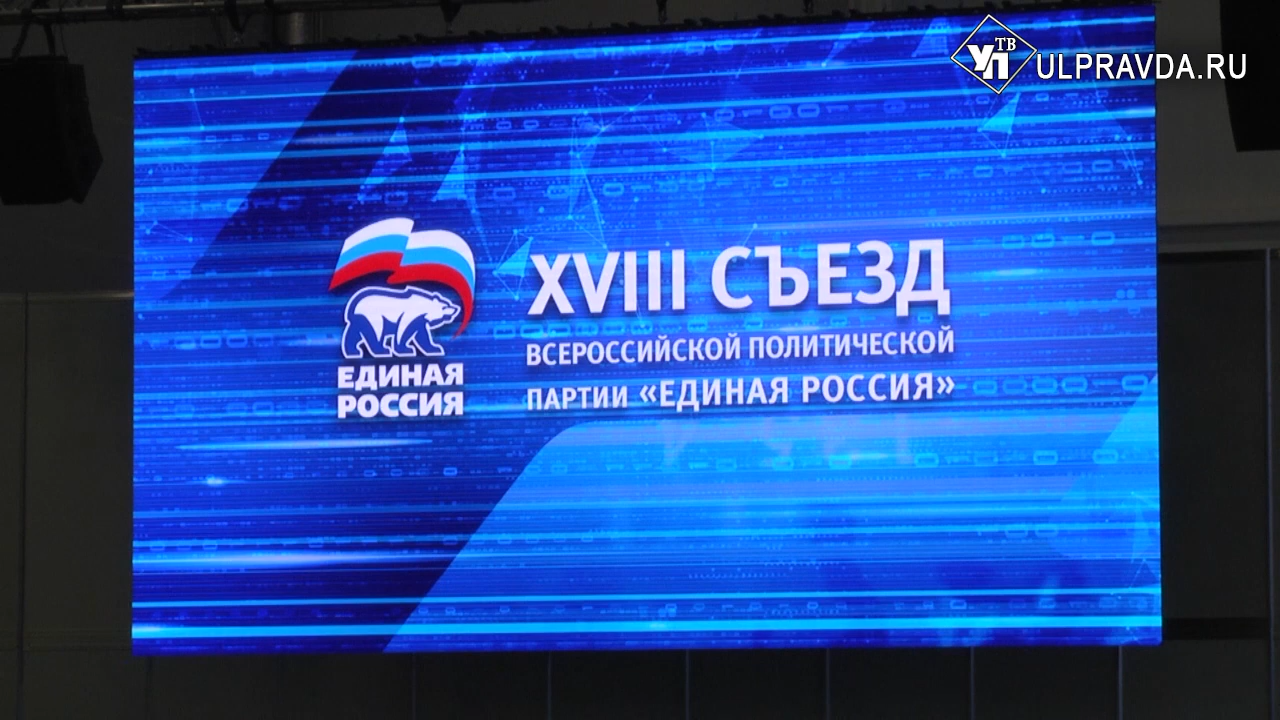 УП ТВ ULPRAVDA.RU
XVIII СЪЕЗД
ВСЕРОССИЙСКОЙ ПОЛИТИЧЕСКОЙ
ПАРТИИ «ЕДИНАЯ РОССИЯ»
ЕДИНАЯ
РОССИЯ